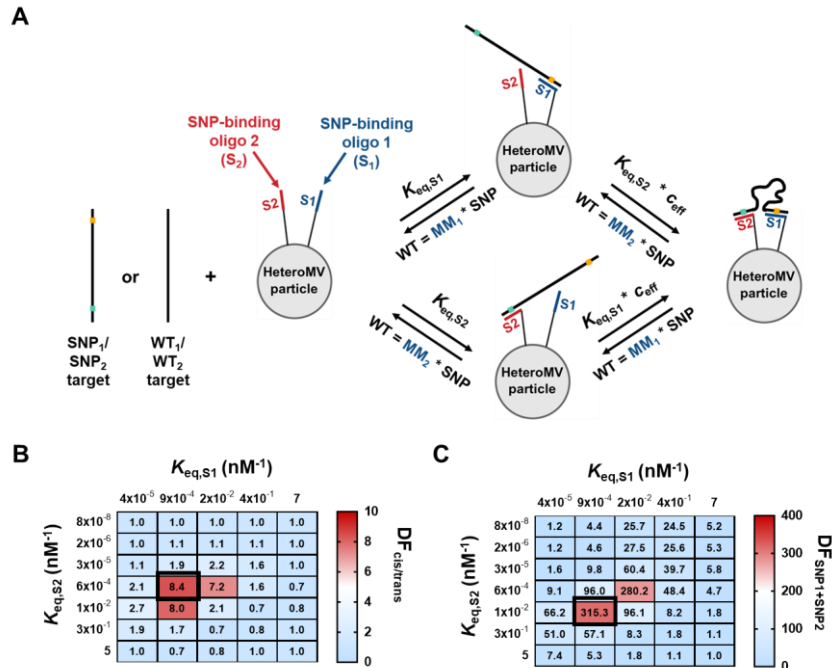 A
SNP-binding
oligo 2
(S₂)
SNP-binding
oligo 1
(S₁)
S2
S1
HeteroMV
particle
S2
S1
HeteroMV
particle
K_eq,S1
WT = MM₁ * SNP
K_eq,S2 * c_eff
WT = MM₂ * SNP
S2
S1
HeteroMV
particle
or
+
SNP₁/
SNP₂
target
WT₁/
WT₂
target
K_eq,S2
WT = MM₂ * SNP
S2
S1
HeteroMV
particle
K_eq,S1 * c_eff
WT = MM₁ * SNP
B
K_eq,S1 (nM⁻¹)
4x10⁻⁵ 9x10⁻⁴ 2x10⁻² 4x10⁻¹ 7
K_eq,S2 (nM⁻¹)
8x10⁻⁸ 1.0 1.0 1.0 1.0 1.0
2x10⁻⁶ 1.0 1.1 1.1 1.0 1.0
3x10⁻⁵ 1.1 1.9 2.2 1.6 1.0
6x10⁻⁴ 2.1 8.4 7.2 1.6 0.7
1x10⁻² 2.7 8.0 2.1 0.7 0.8
3x10⁻¹ 1.9 1.7 0.7 0.8 1.0
5 1.0 0.7 0.8 1.0 1.0
10
8
6
4
2
0
DF_cis/trans
C
K_eq,S1 (nM⁻¹)
4x10⁻⁵ 9x10⁻⁴ 2x10⁻² 4x10⁻¹ 7
K_eq,S2 (nM⁻¹)
8x10⁻⁸ 1.2 4.4 25.7 24.5 5.2
2x10⁻⁶ 1.2 4.6 27.5 25.6 5.3
3x10⁻⁵ 1.6 9.8 60.4 39.7 5.8
6x10⁻⁴ 9.1 96.0 280.2 48.4 4.7
1x10⁻² 66.2 315.3 96.1 8.2 1.8
3x10⁻¹ 51.0 57.1 8.3 1.8 1.1
5 7.4 5.3 1.8 1.1 1.0
400
300
200
100
0
DF_SNP1+SNP2